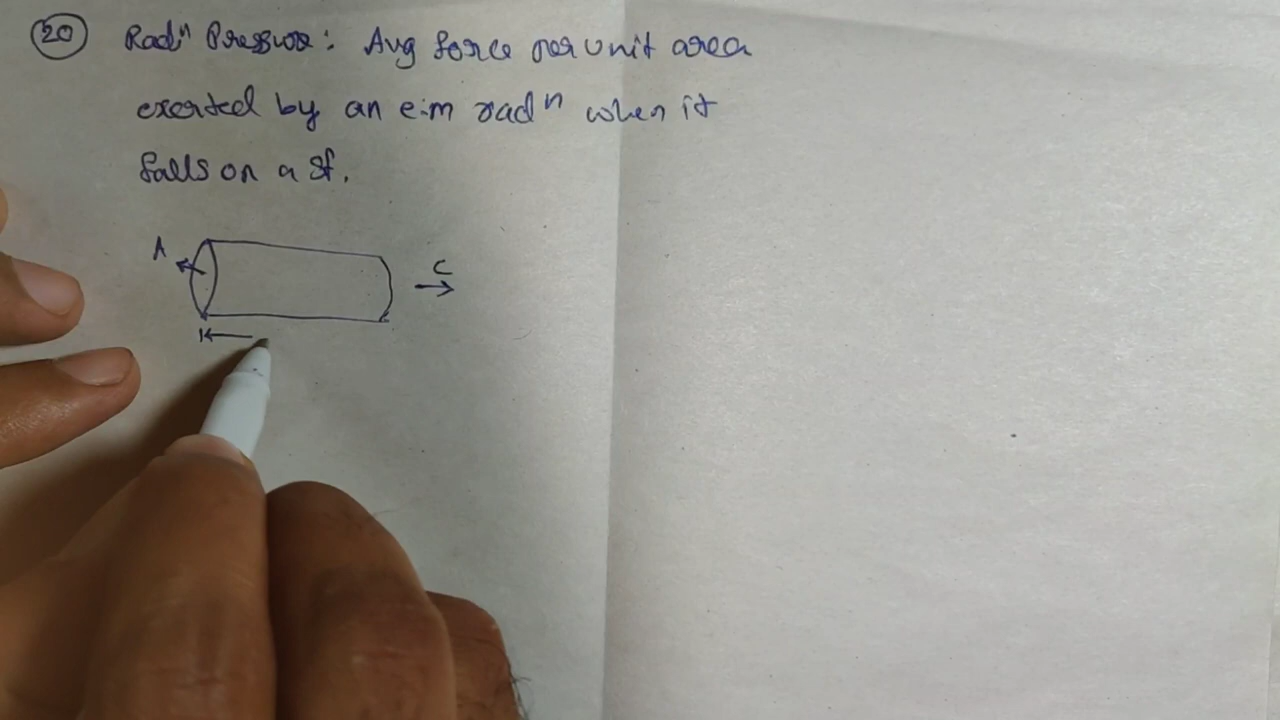 20 Radⁿ Pressure: Avg force per unit area
exerted by an e.m radⁿ when it
falls on a sf.
A
C